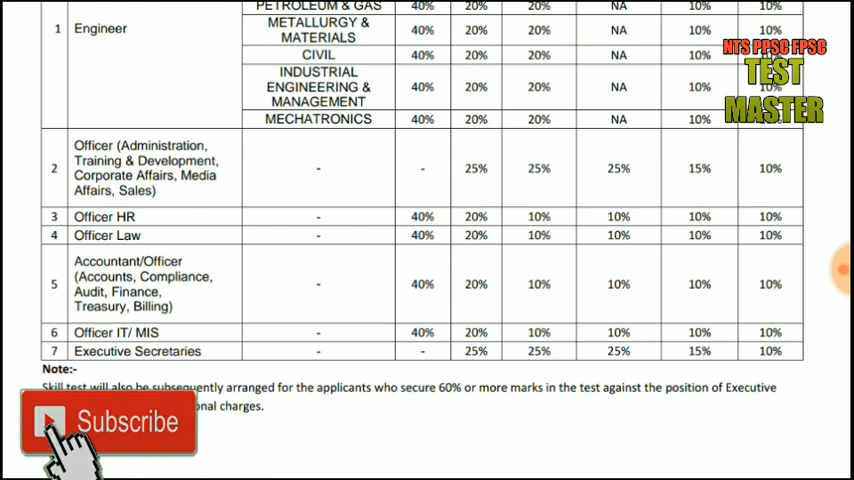 PETROLEUM & GAS 40% 20% 20% NA 10% 10%
1 Engineer METALLURGY & MATERIALS 40% 20% 20% NA 10% 10%
CIVIL 40% 20% 20% NA 10%
INDUSTRIAL ENGINEERING & MANAGEMENT 40% 20% 20% NA 10% 10%
MECHATRONICS 40% 20% 20% NA 10%
NTS PPSC FPSC
TEST
MASTER
2 Officer (Administration, Training & Development, Corporate Affairs, Media Affairs, Sales) - - 25% 25% 25% 15% 10%
3 Officer HR - 40% 20% 10% 10% 10% 10%
4 Officer Law - 40% 20% 10% 10% 10% 10%
5 Accountant/Officer (Accounts, Compliance, Audit, Finance, Treasury, Billing) - 40% 20% 10% 10% 10% 10%
6 Officer IT/ MIS - 40% 20% 10% 10% 10% 10%
7 Executive Secretaries - - 25% 25% 25% 15% 10%
Note:-
Skill test will also be subsequently arranged for the applicants who secure 60% or more marks in the test against the position of Executive
onal charges.
Subscribe